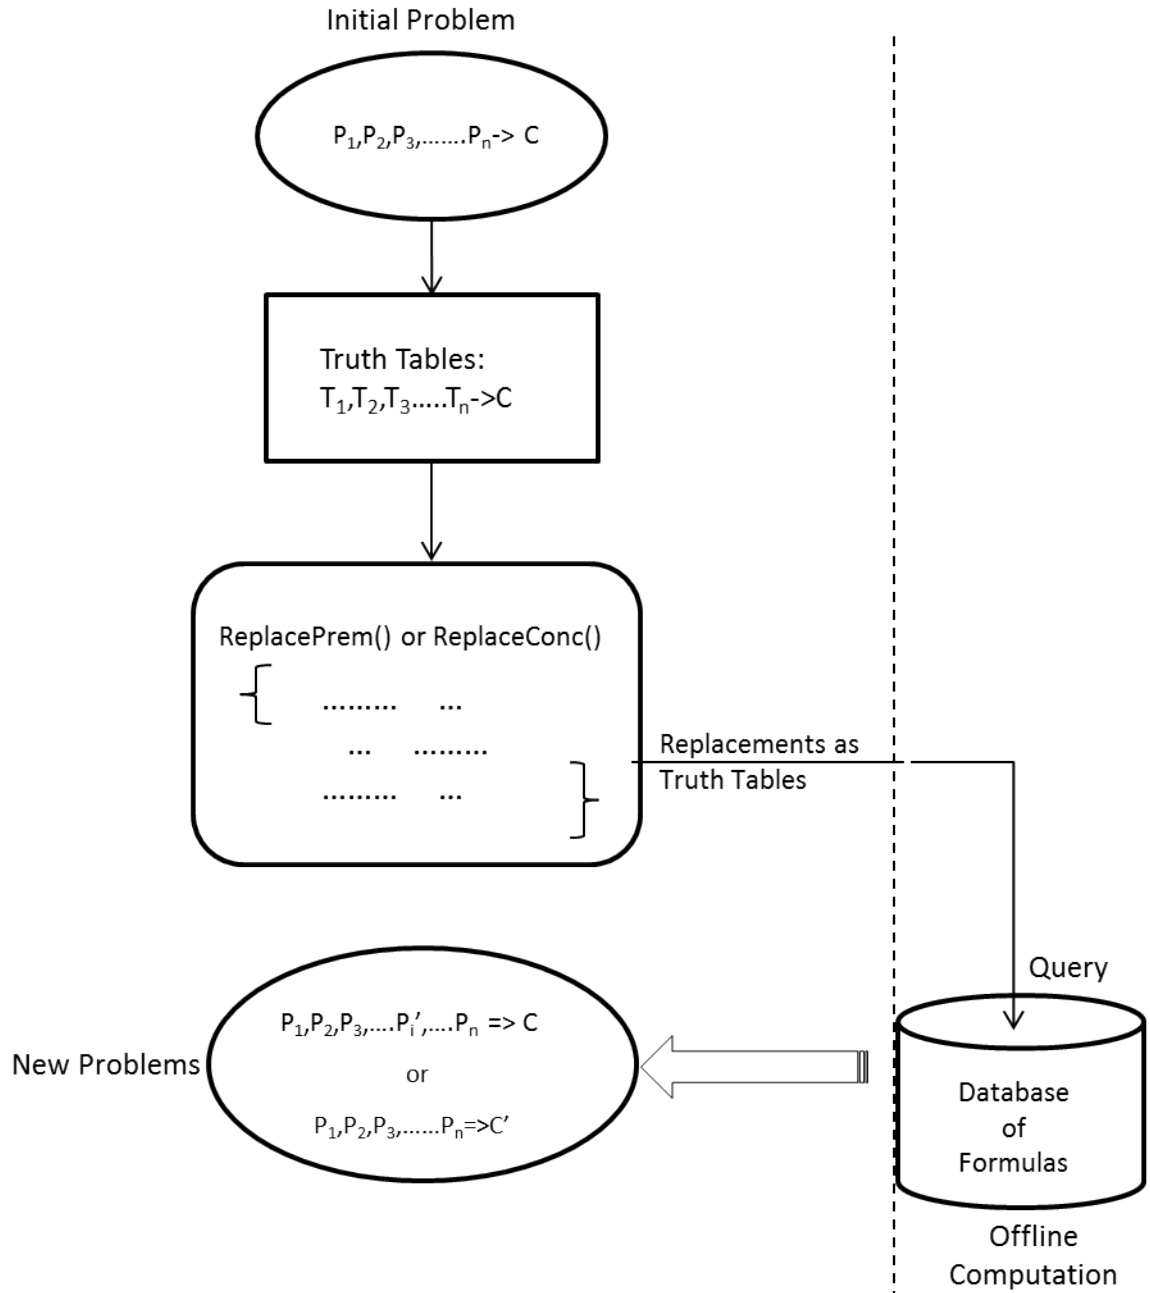 Initial Problem
P₁,P₂,P₃,.......Pₙ-> C
Truth Tables:
T₁,T₂,T₃.....Tₙ->C
ReplacePrem() or ReplaceConc()
{ ......... ...
... .........
......... ... }
Replacements as
Truth Tables
Query
New Problems
P₁,P₂,P₃,....Pᵢ’,....Pₙ => C
or
P₁,P₂,P₃,......Pₙ=>C’
Database
of
Formulas
Offline
Computation